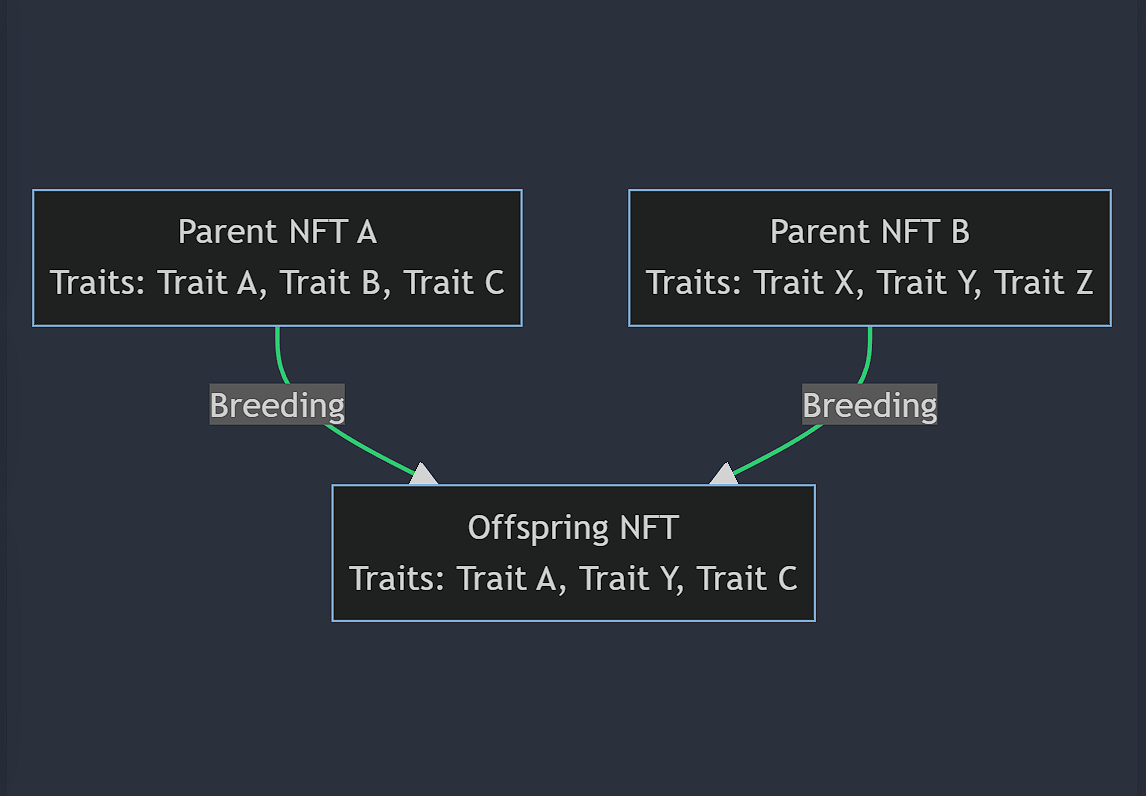 Parent NFT A
Traits: Trait A, Trait B, Trait C
Parent NFT B
Traits: Trait X, Trait Y, Trait Z
Breeding
Breeding
Offspring NFT
Traits: Trait A, Trait Y, Trait C